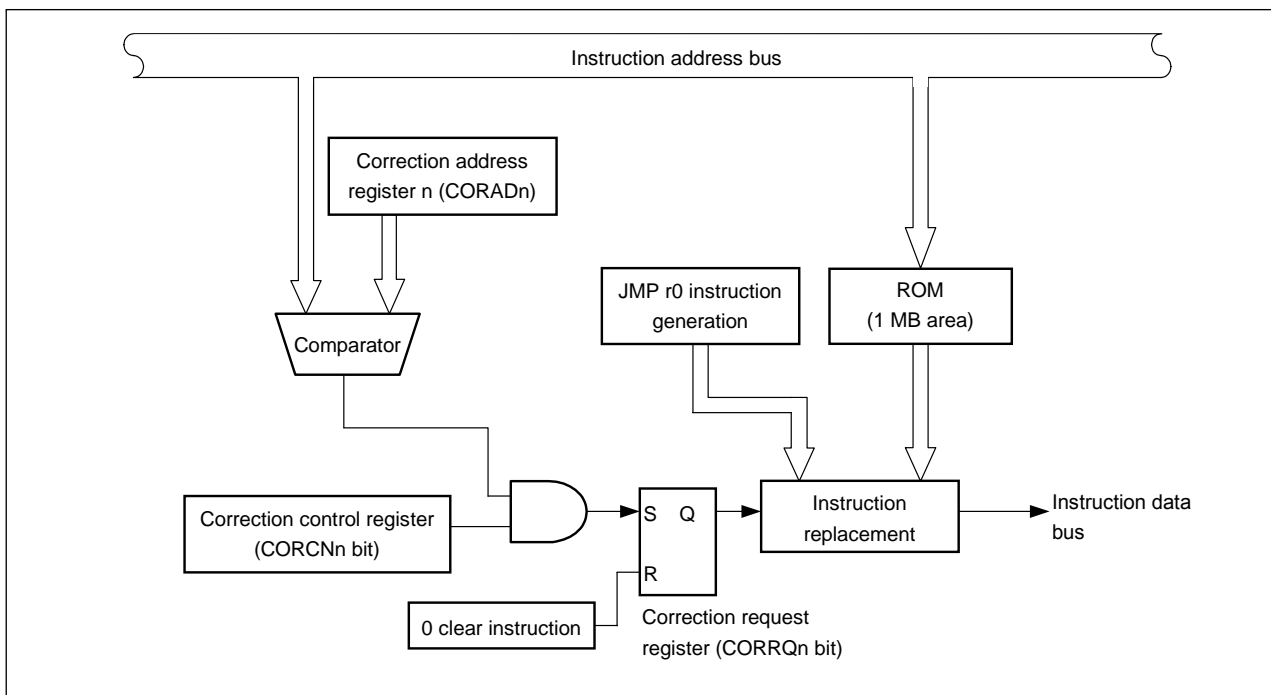 Instruction address bus
Correction address
register n (CORADn)
JMP r0 instruction
generation
ROM
(1 MB area)
Comparator
Correction control register
(CORCNn bit)
S Q
R
Instruction
replacement
Instruction data
bus
0 clear instruction
Correction request
register (CORRQn bit)